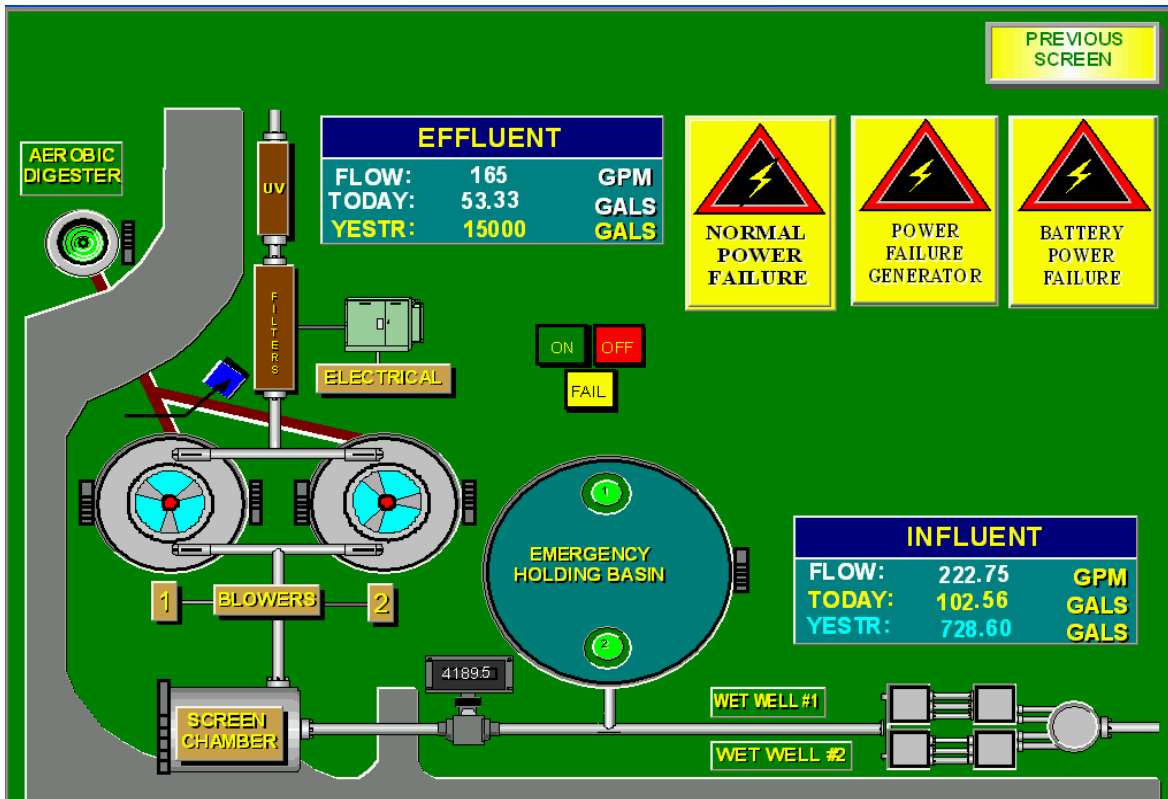 PREVIOUS
SCREEN
AEROBIC
DIGESTER
UV
EFFLUENT
FLOW: 165 GPM
TODAY: 53.33 GALS
YESTR: 15000 GALS
NORMAL
POWER
FAILURE
POWER
FAILURE
GENERATOR
BATTERY
POWER
FAILURE
FILTERS
ELECTRICAL
ON OFF
FAIL
1
EMERGENCY
HOLDING BASIN
2
INFLUENT
FLOW: 222.75 GPM
TODAY: 102.56 GALS
YESTR: 728.60 GALS
1 BLOWERS 2
4189.5
SCREEN
CHAMBER
WET WELL #1
WET WELL #2